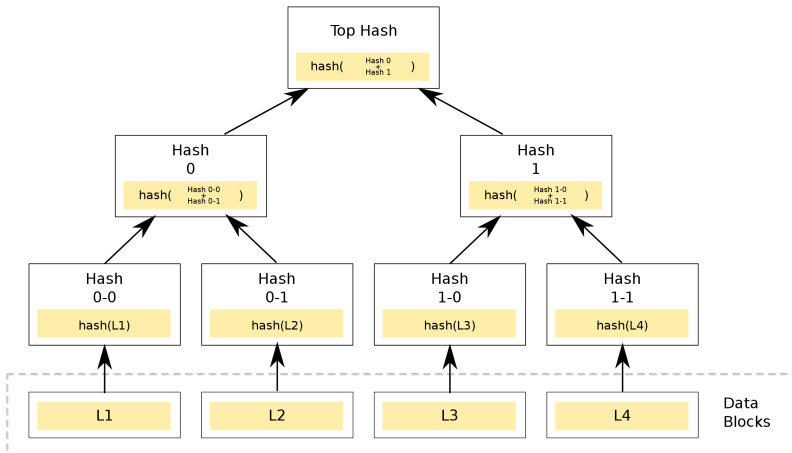 Top Hash
hash( Hash 0 + Hash 1 )
Hash 0
hash( Hash 0-0 + Hash 0-1 )
Hash 1
hash( Hash 1-0 + Hash 1-1 )
Hash 0-0
hash(L1)
Hash 0-1
hash(L2)
Hash 1-0
hash(L3)
Hash 1-1
hash(L4)
L1
L2
L3
L4
Data
Blocks